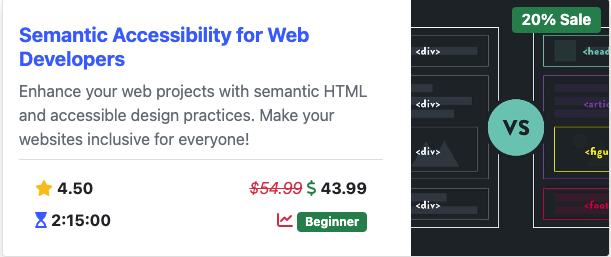 Semantic Accessibility for Web
Developers
Enhance your web projects with semantic HTML
and accessible design practices. Make your
websites inclusive for everyone!
4.50
$54.99 $ 43.99
2:15:00
Beginner
20% Sale
<div>
<div>
<div>
<div>
VS
<head
<artic
<figu
<foot